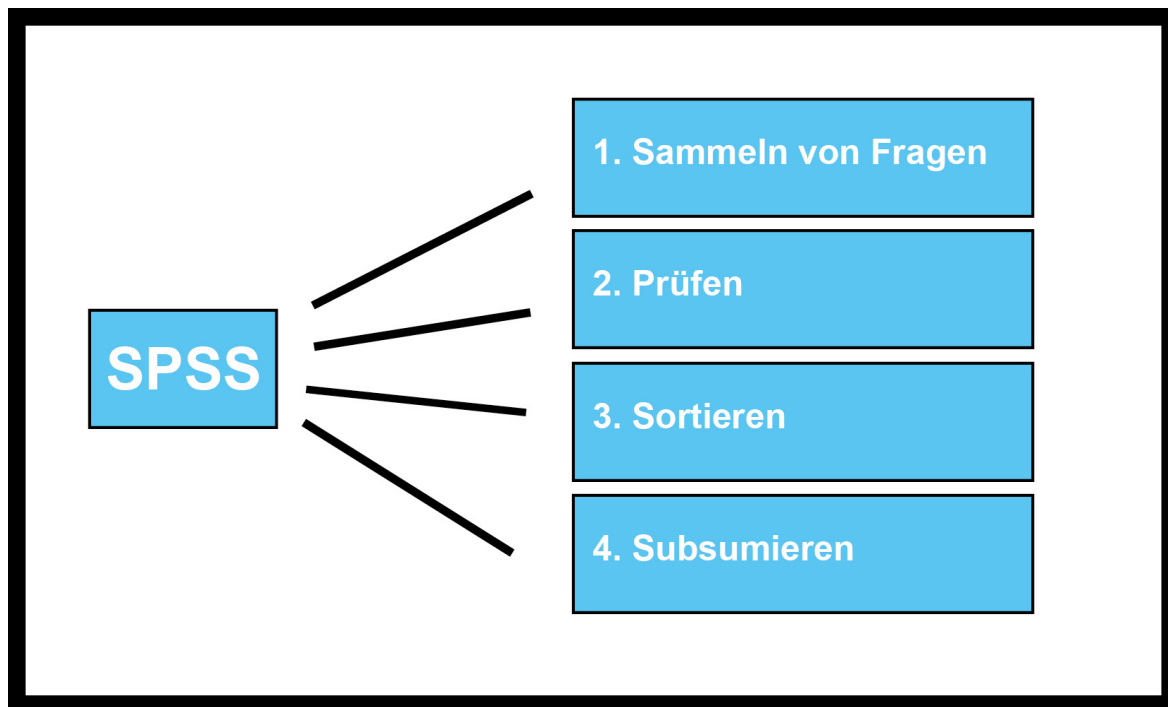 SPSS
1. Sammeln von Fragen
2. Prüfen
3. Sortieren
4. Subsumieren